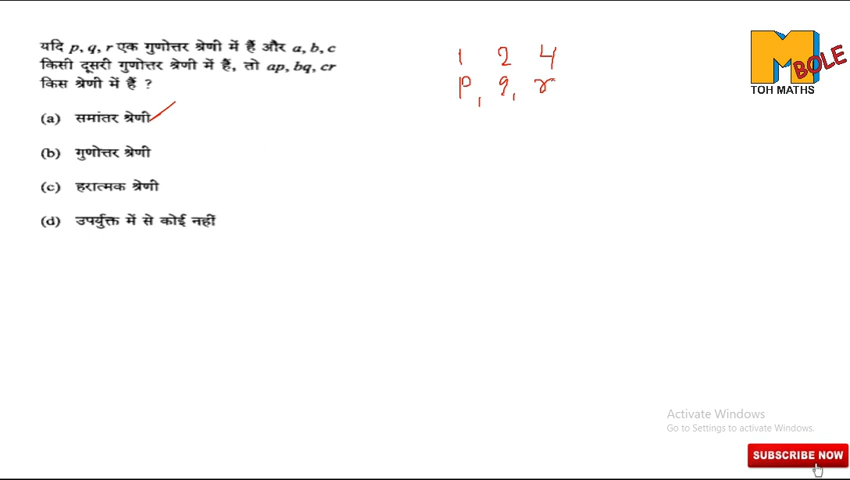 यदि p, q, r एक गुणोत्तर श्रेणी में हैं और a, b, c
किसी दूसरी गुणोत्तर श्रेणी में हैं, तो ap, bq, cr
किस श्रेणी में हैं ?
(a) समांतर श्रेणी
(b) गुणोत्तर श्रेणी
(c) हरात्मक श्रेणी
(d) उपर्युक्त में से कोई नहीं
1 2 4
p, q, r
M BOLE
TOH MATHS
Activate Windows
Go to Settings to activate Windows.
SUBSCRIBE NOW